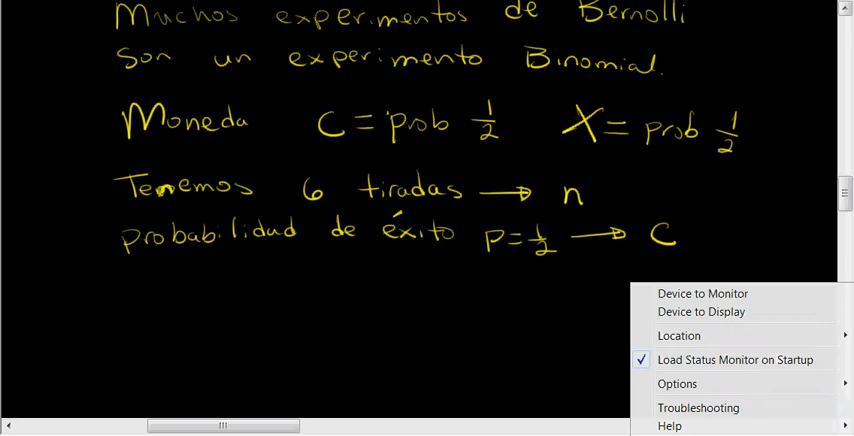 Muchos experimentos de Bernolli
Son un experimento Binomial.
Moneda C = prob 1/2 X = prob 1/2
Tenemos 6 tiradas → n
probabilidad de éxito P = 1/2 → C
Device to Monitor
Device to Display
Location
✓ Load Status Monitor on Startup
Options
Troubleshooting
Help